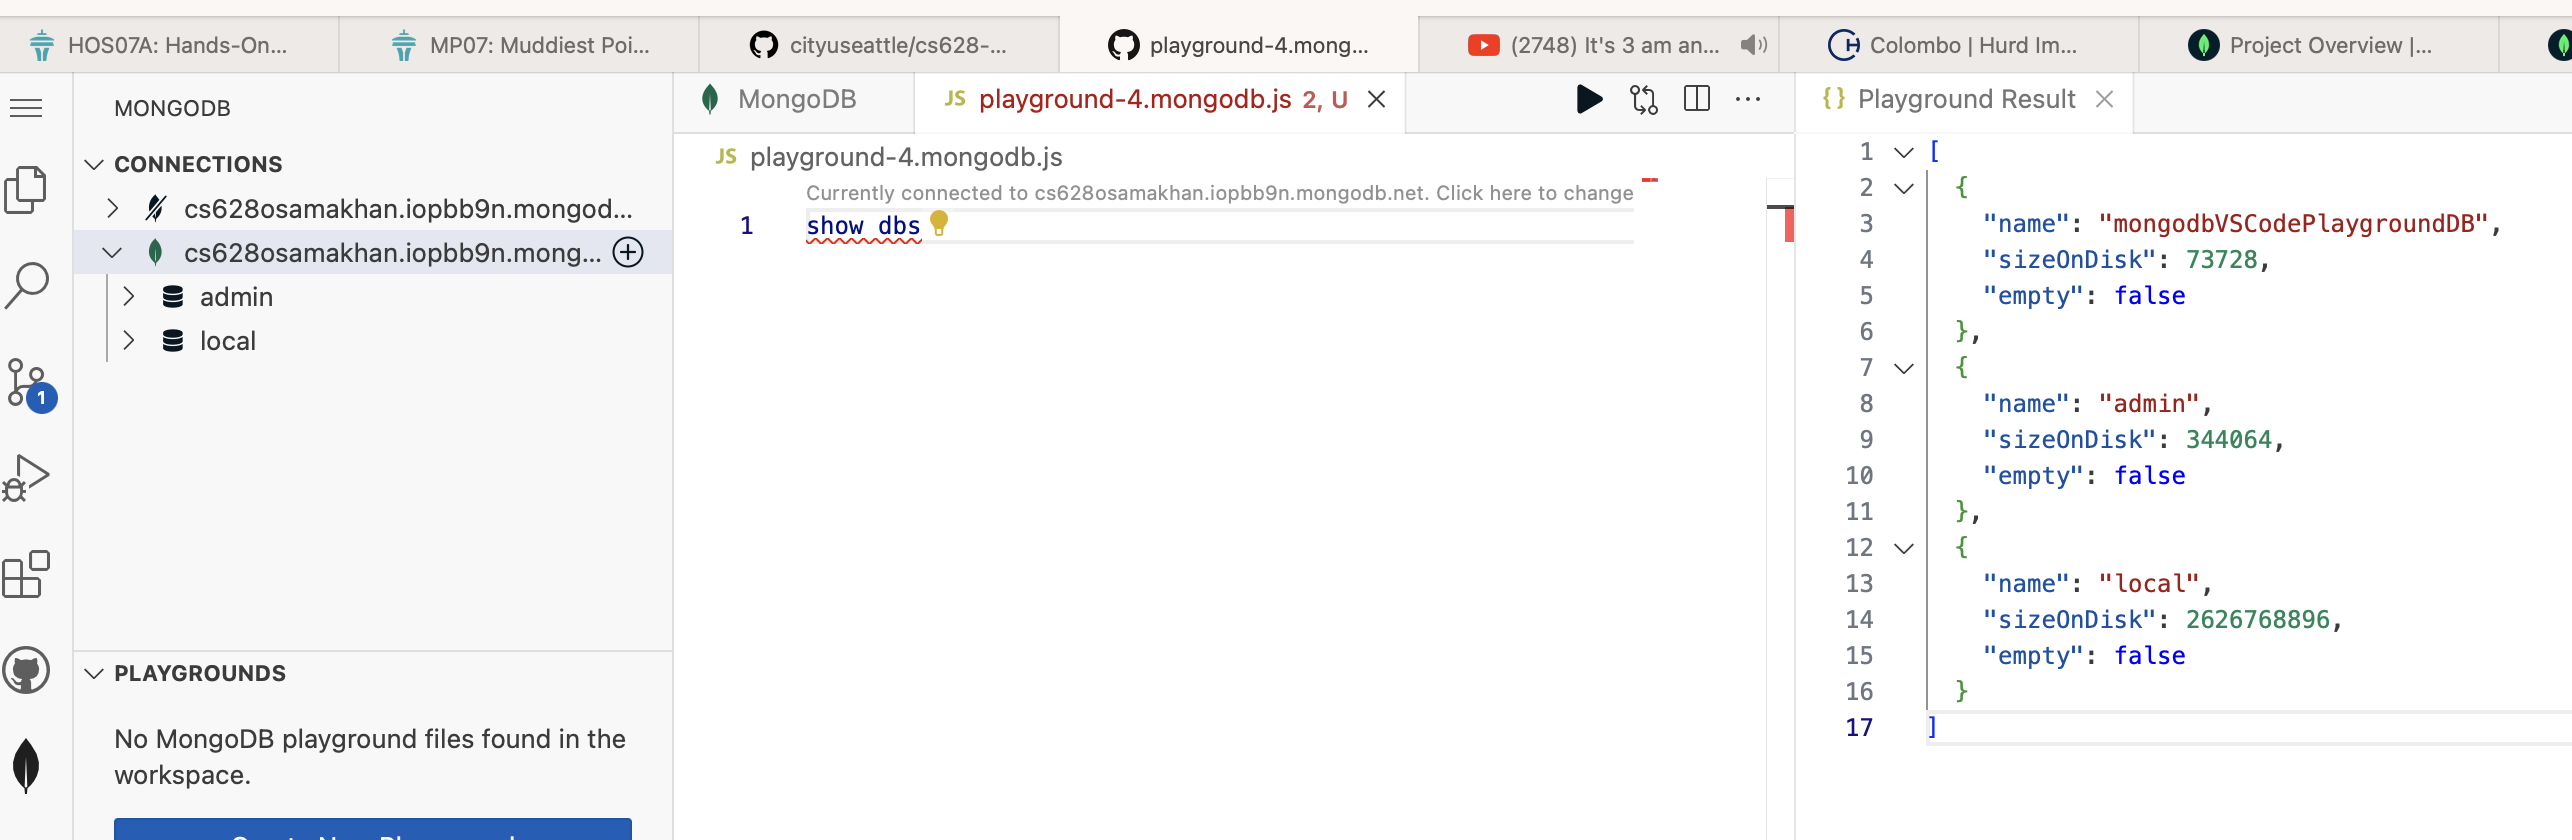 HOS07A: Hands-On...
MP07: Muddiest Poi...
cityuseattle/cs628-...
playground-4.mong...
(2748) It's 3 am an...
Colombo | Hurd Im...
Project Overview |...
MONGODB
CONNECTIONS
cs628osamakhan.iopbb9n.mongod...
cs628osamakhan.iopbb9n.mong...
admin
local
1
PLAYGROUNDS
No MongoDB playground files found in the
workspace.
MongoDB
JS playground-4.mongodb.js 2, U
JS playground-4.mongodb.js
Currently connected to cs628osamakhan.iopbb9n.mongodb.net. Click here to change
1 show dbs
{} Playground Result
1 [
2 {
3 "name": "mongodbVSCodePlaygroundDB",
4 "sizeOnDisk": 73728,
5 "empty": false
6 },
7 {
8 "name": "admin",
9 "sizeOnDisk": 344064,
10 "empty": false
11 },
12 {
13 "name": "local",
14 "sizeOnDisk": 2626768896,
15 "empty": false
16 }
17 ]